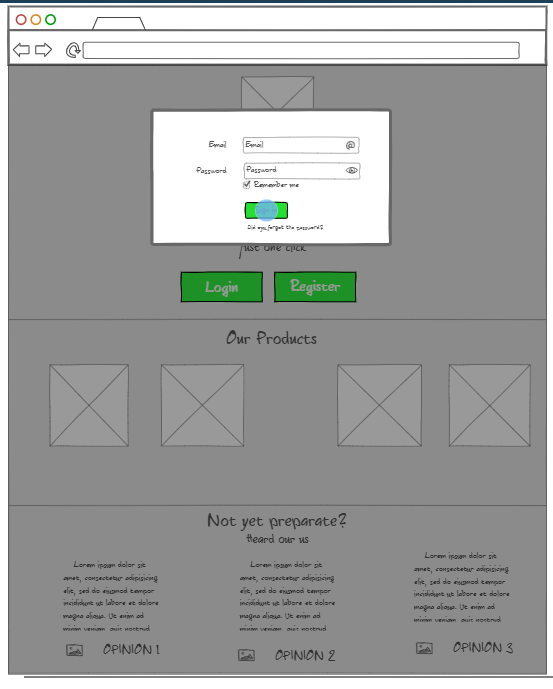 Email Email @
Password Password
Remember me
Did you forget the password?
just one click
Login Register
Our Products
Not yet preparate?
Heard our us
Lorem ipsum dolor sit
amet, consectetur adipisicing
elit, sed do eiusmod tempor
incididunt ut labore et dolore
magna aliqua. Ut enim ad
minim veniam, quis nostrud
OPINION 1
Lorem ipsum dolor sit
amet, consectetur adipisicing
elit, sed do eiusmod tempor
incididunt ut labore et dolore
magna aliqua. Ut enim ad
minim veniam, quis nostrud
OPINION 2
Lorem ipsum dolor sit
amet, consectetur adipisicing
elit, sed do eiusmod tempor
incididunt ut labore et dolore
magna aliqua. Ut enim ad
minim veniam, quis nostrud
OPINION 3